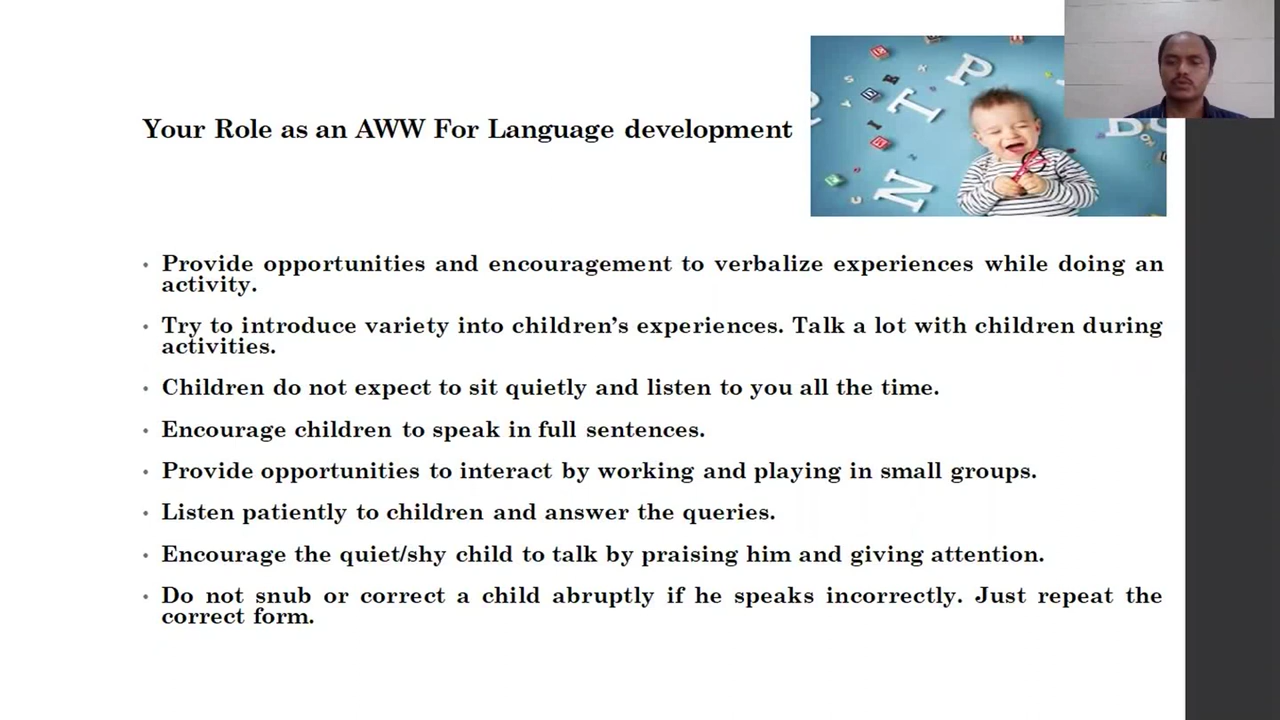 Your Role as an AWW For Language development
• Provide opportunities and encouragement to verbalize experiences while doing an
activity.
• Try to introduce variety into children’s experiences. Talk a lot with children during
activities.
• Children do not expect to sit quietly and listen to you all the time.
• Encourage children to speak in full sentences.
• Provide opportunities to interact by working and playing in small groups.
• Listen patiently to children and answer the queries.
• Encourage the quiet/shy child to talk by praising him and giving attention.
• Do not snub or correct a child abruptly if he speaks incorrectly. Just repeat the
correct form.